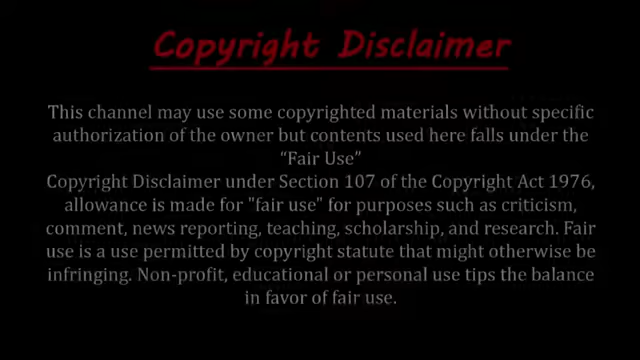 Copyright Disclaimer
This channel may use some copyrighted materials without specific
authorization of the owner but contents used here falls under the
“Fair Use”
Copyright Disclaimer under Section 107 of the Copyright Act 1976,
allowance is made for "fair use" for purposes such as criticism,
comment, news reporting, teaching, scholarship, and research. Fair
use is a use permitted by copyright statute that might otherwise be
infringing. Non-profit, educational or personal use tips the balance
in favor of fair use.